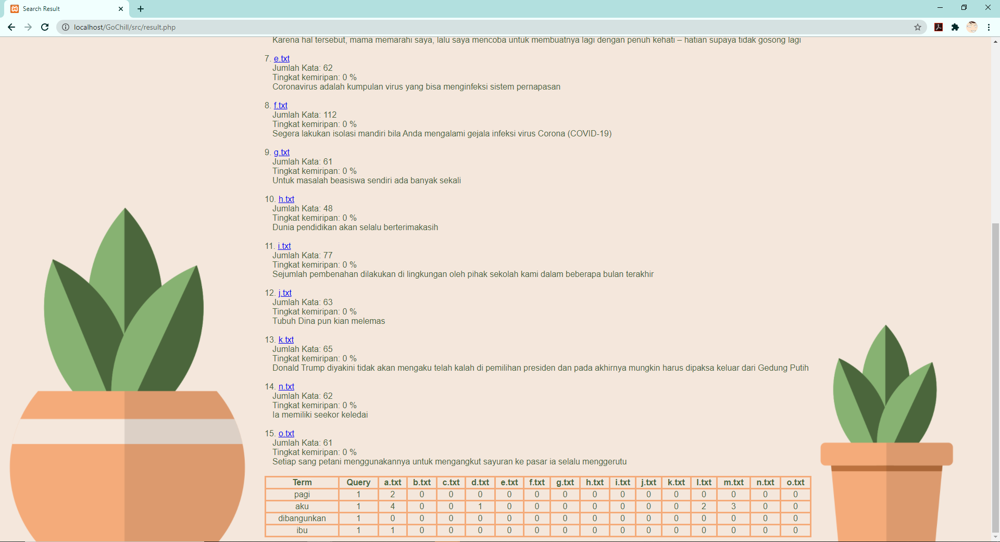 Search Result
localhost/GoChill/src/result.php
Karena hal tersebut, mama memarahi saya, lalu saya mencoba untuk membuatnya lagi dengan penuh kehati – hatian supaya tidak gosong lagi
7. e.txt
Jumlah Kata: 62
Tingkat kemiripan: 0 %
Coronavirus adalah kumpulan virus yang bisa menginfeksi sistem pernapasan
8. f.txt
Jumlah Kata: 112
Tingkat kemiripan: 0 %
Segera lakukan isolasi mandiri bila Anda mengalami gejala infeksi virus Corona (COVID-19)
9. g.txt
Jumlah Kata: 61
Tingkat kemiripan: 0 %
Untuk masalah beasiswa sendiri ada banyak sekali
10. h.txt
Jumlah Kata: 48
Tingkat kemiripan: 0 %
Dunia pendidikan akan selalu berterimakasih
11. i.txt
Jumlah Kata: 77
Tingkat kemiripan: 0 %
Sejumlah pembenahan dilakukan di lingkungan oleh pihak sekolah kami dalam beberapa bulan terakhir
12. j.txt
Jumlah Kata: 63
Tingkat kemiripan: 0 %
Tubuh Dina pun kian melemas
13. k.txt
Jumlah Kata: 65
Tingkat kemiripan: 0 %
Donald Trump diyakini tidak akan mengaku telah kalah di pemilihan presiden dan pada akhirnya mungkin harus dipaksa keluar dari Gedung Putih
14. n.txt
Jumlah Kata: 62
Tingkat kemiripan: 0 %
Ia memiliki seekor keledai
15. o.txt
Jumlah Kata: 61
Tingkat kemiripan: 0 %
Setiap sang petani menggunakannya untuk mengangkut sayuran ke pasar ia selalu menggerutu
Term Query a.txt b.txt c.txt d.txt e.txt f.txt g.txt h.txt i.txt j.txt k.txt l.txt m.txt n.txt o.txt
pagi 1 2 0 0 0 0 0 0 0 0 0 0 0 0 0 0
aku 1 4 0 0 1 0 0 0 0 0 0 0 2 3 0 0
dibangunkan 1 0 0 0 0 0 0 0 0 0 0 0 0 0 0 0
ibu 1 1 0 0 0 0 0 0 0 0 0 0 0 0 0 0